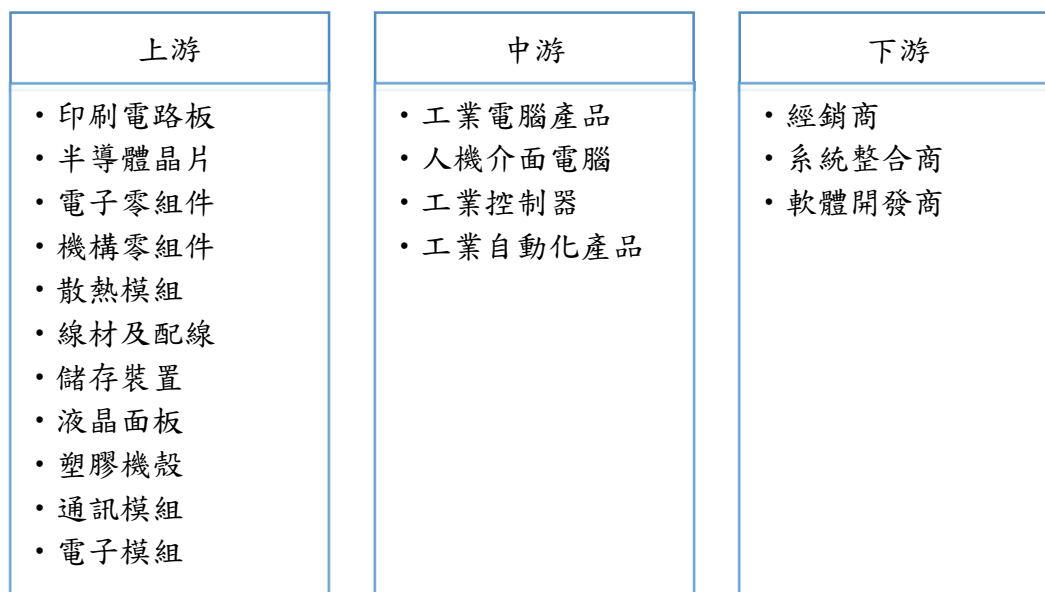 上游
・印刷電路板
・半導體晶片
・電子零組件
・機構零組件
・散熱模組
・線材及配線
・儲存裝置
・液晶面板
・塑膠機殼
・通訊模組
・電子模組
中游
・工業電腦產品
・人機介面電腦
・工業控制器
・工業自動化產品
下游
・經銷商
・系統整合商
・軟體開發商